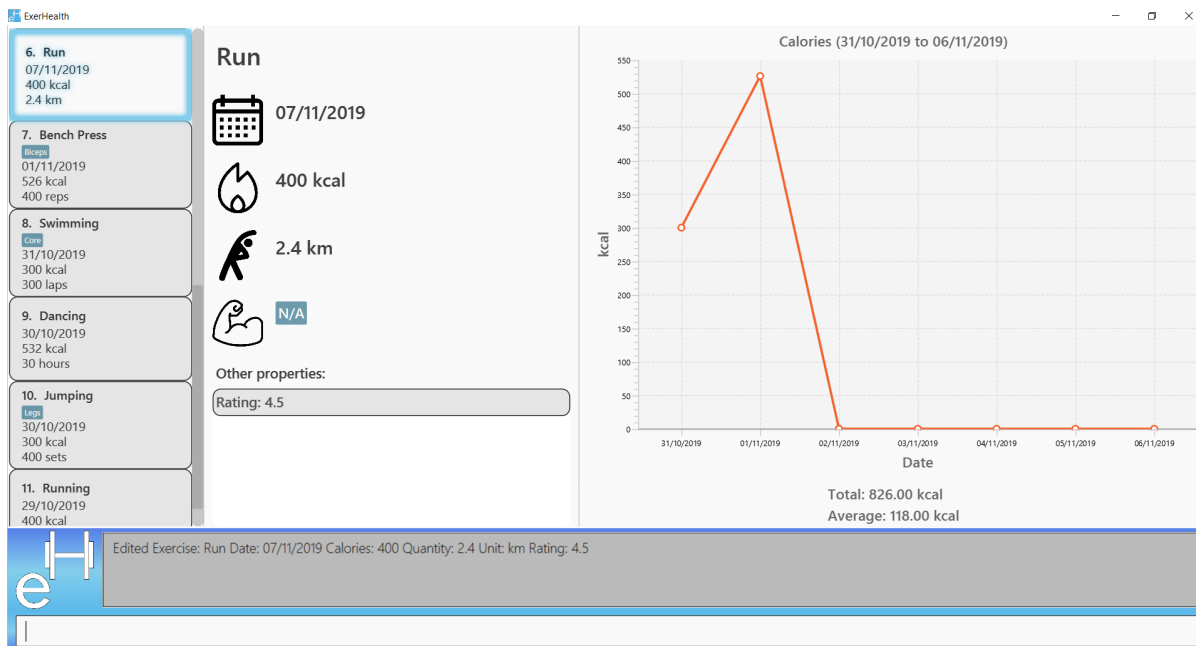 ExerHealth
6. Run
07/11/2019
400 kcal
2.4 km
7. Bench Press
Biceps
01/11/2019
526 kcal
400 reps
8. Swimming
Core
31/10/2019
300 kcal
300 laps
9. Dancing
30/10/2019
532 kcal
30 hours
10. Jumping
Legs
30/10/2019
300 kcal
400 sets
11. Running
29/10/2019
400 kcal
Run
07/11/2019
400 kcal
2.4 km
N/A
Other properties:
Rating: 4.5
Calories (31/10/2019 to 06/11/2019)
kcal
550
500
450
400
350
300
250
200
150
100
50
0
31/10/2019 01/11/2019 02/11/2019 03/11/2019 04/11/2019 05/11/2019 06/11/2019
Date
Total: 826.00 kcal
Average: 118.00 kcal
eH
Edited Exercise: Run Date: 07/11/2019 Calories: 400 Quantity: 2.4 Unit: km Rating: 4.5